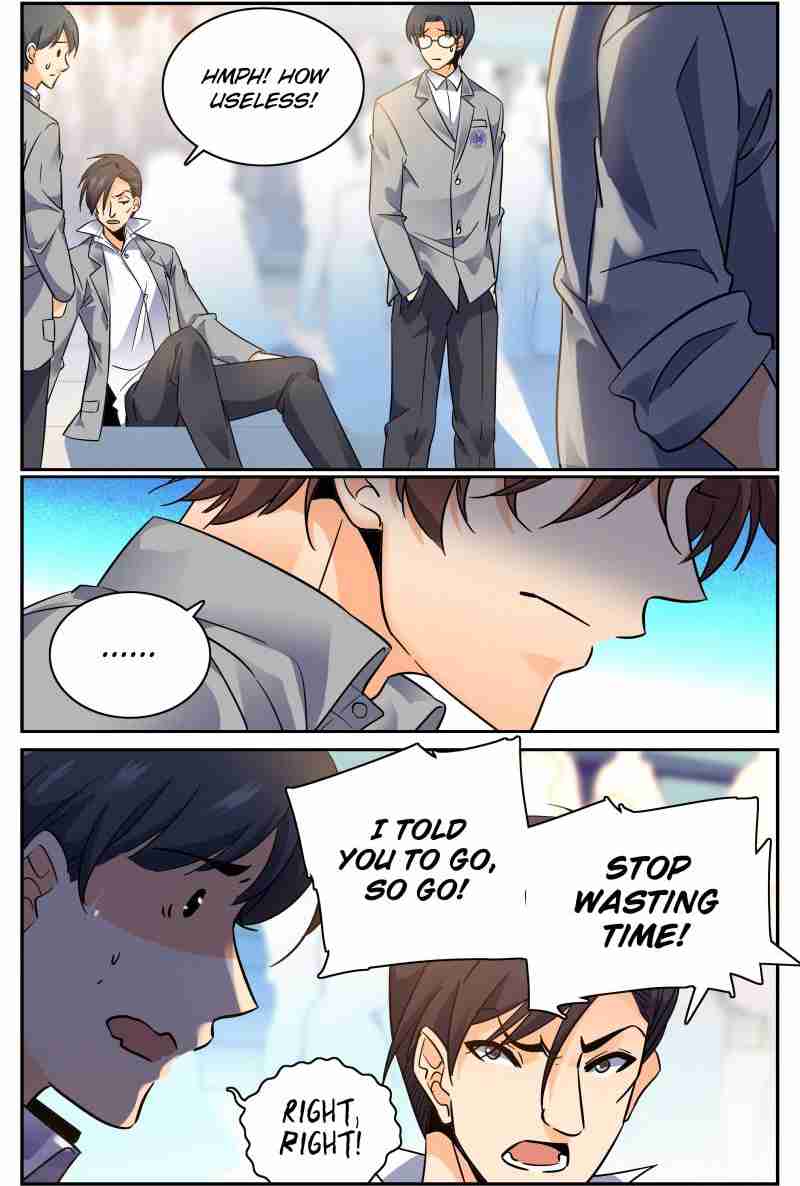 HMPH! HOW
USELESS!
......
I TOLD
YOU TO GO,
SO GO!
STOP
WASTING
TIME!
RIGHT,
RIGHT!